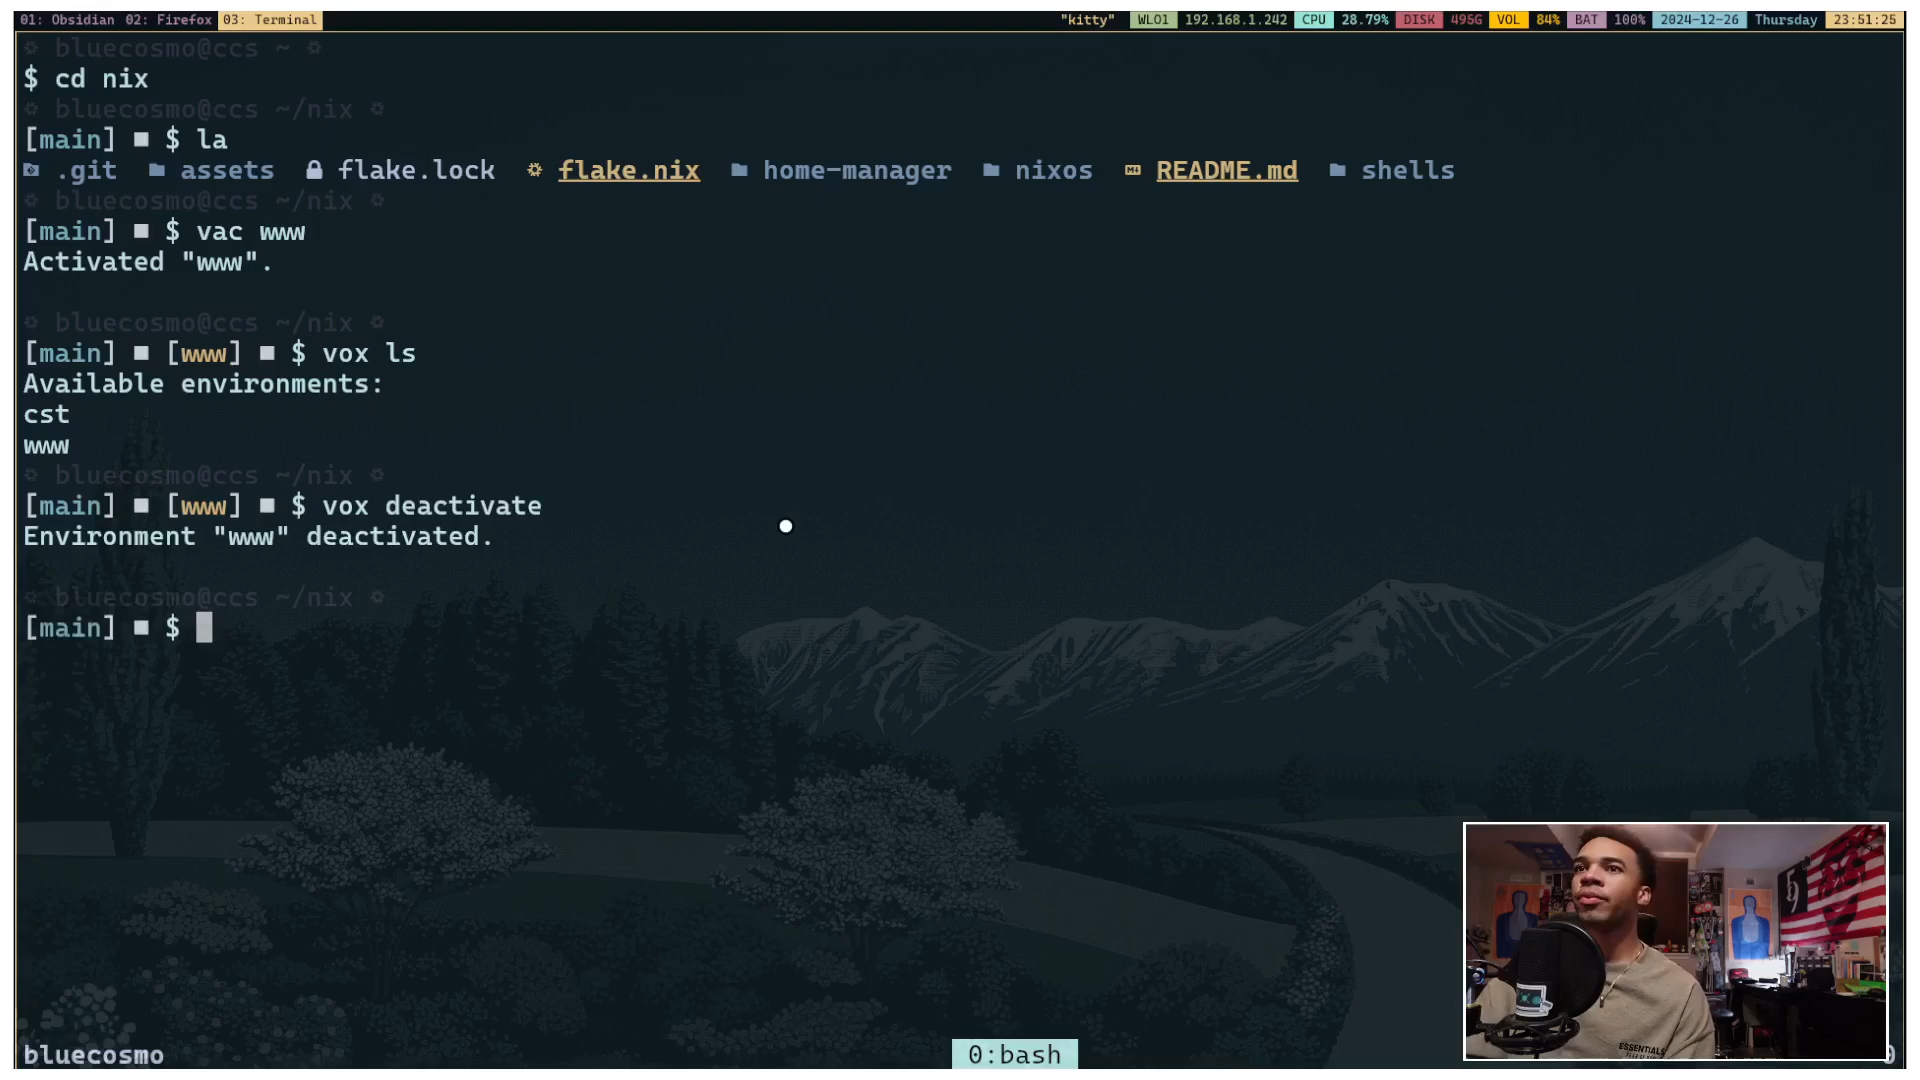 01: Obsidian 02: Firefox 03: Terminal "kitty" WLO1 192.168.1.242 CPU 28.79% DISK 495G VOL 84% BAT 100% 2024-12-26 Thursday 23:51:25
bluecosmo@ccs ~
$ cd nix
bluecosmo@ccs ~/nix
[main] ■ $ la
.git assets flake.lock flake.nix home-manager nixos README.md shells
bluecosmo@ccs ~/nix
[main] ■ $ vac www
Activated "www".
bluecosmo@ccs ~/nix
[main] ■ [www] ■ $ vox ls
Available environments:
cst
www
bluecosmo@ccs ~/nix
[main] ■ [www] ■ $ vox deactivate
Environment "www" deactivated.
bluecosmo@ccs ~/nix
[main] ■ $
ESSENTIALS
bluecosmo 0:bash